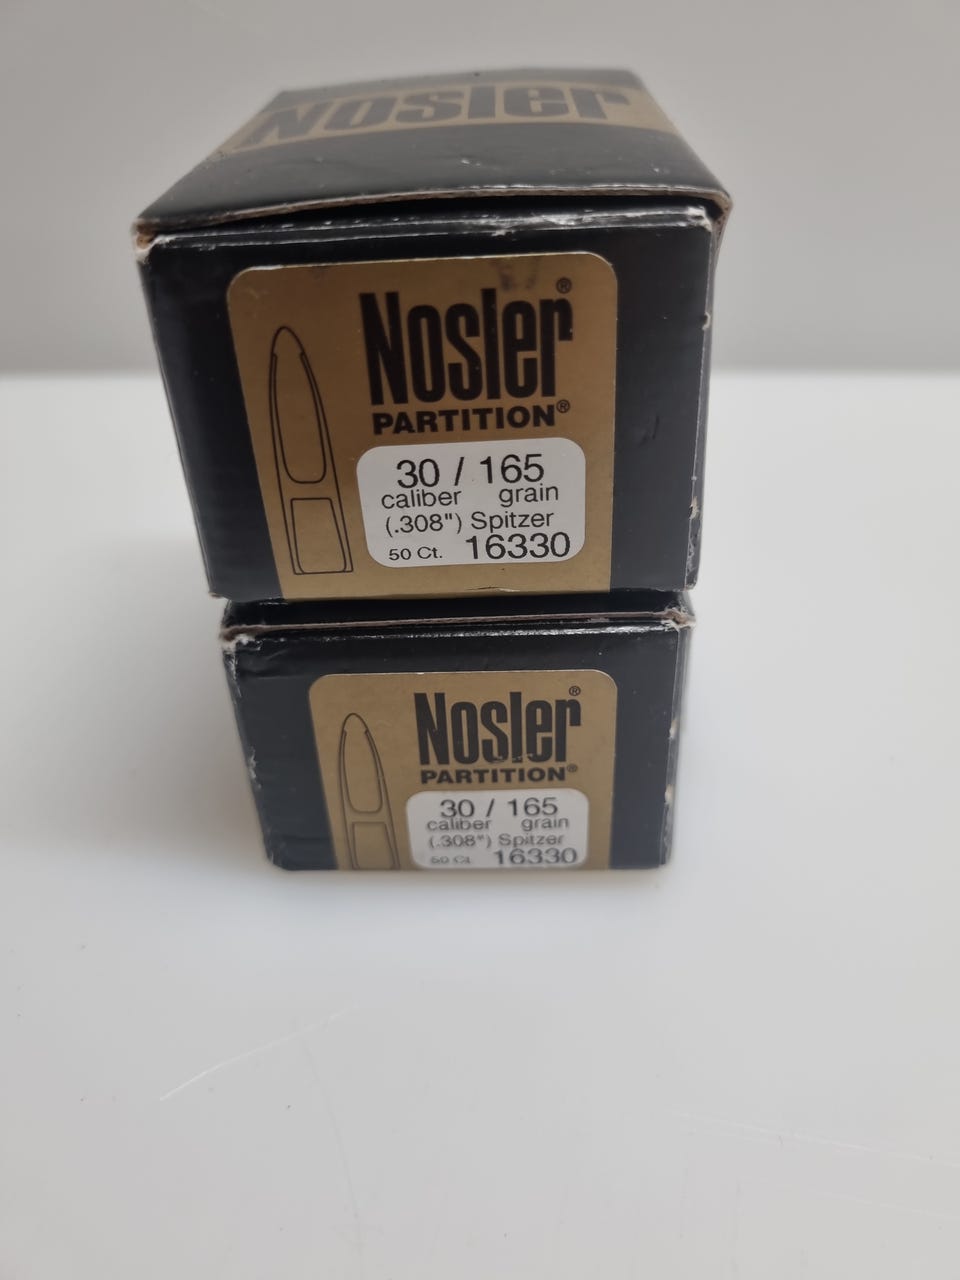 Nosler
Nosler®
PARTITION®
30 / 165
caliber grain
(.308") Spitzer
50 Ct. 16330
Nosler®
PARTITION®
30 / 165
caliber grain
(.308") Spitzer
50 Ct. 16330